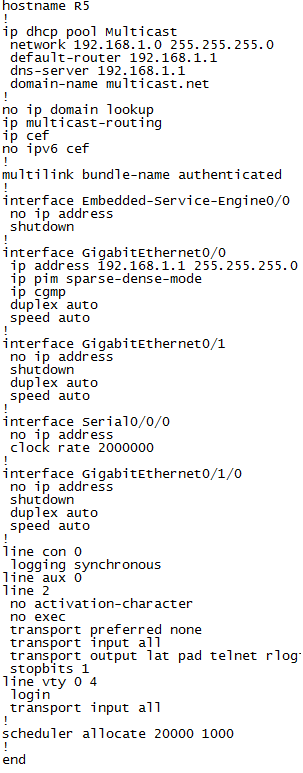 hostname R5
!
ip dhcp pool Multicast
 network 192.168.1.0 255.255.255.0
 default-router 192.168.1.1
 dns-server 192.168.1.1
 domain-name multicast.net
!
no ip domain lookup
ip multicast-routing
ip cef
no ipv6 cef
!
multilink bundle-name authenticated
!
interface Embedded-Service-Engine0/0
 no ip address
 shutdown
!
interface GigabitEthernet0/0
 ip address 192.168.1.1 255.255.255.0
 ip pim sparse-dense-mode
 ip cgmp
 duplex auto
 speed auto
!
interface GigabitEthernet0/1
 no ip address
 shutdown
 duplex auto
 speed auto
!
interface Serial0/0/0
 no ip address
 clock rate 2000000
!
interface GigabitEthernet0/1/0
 no ip address
 shutdown
 duplex auto
 speed auto
!
line con 0
 logging synchronous
line aux 0
line 2
 no activation-character
 no exec
 transport preferred none
 transport input all
 transport output lat pad telnet
 stopbits 1
line vty 0 4
 login
 transport input all
!
scheduler allocate 20000 1000
!
end